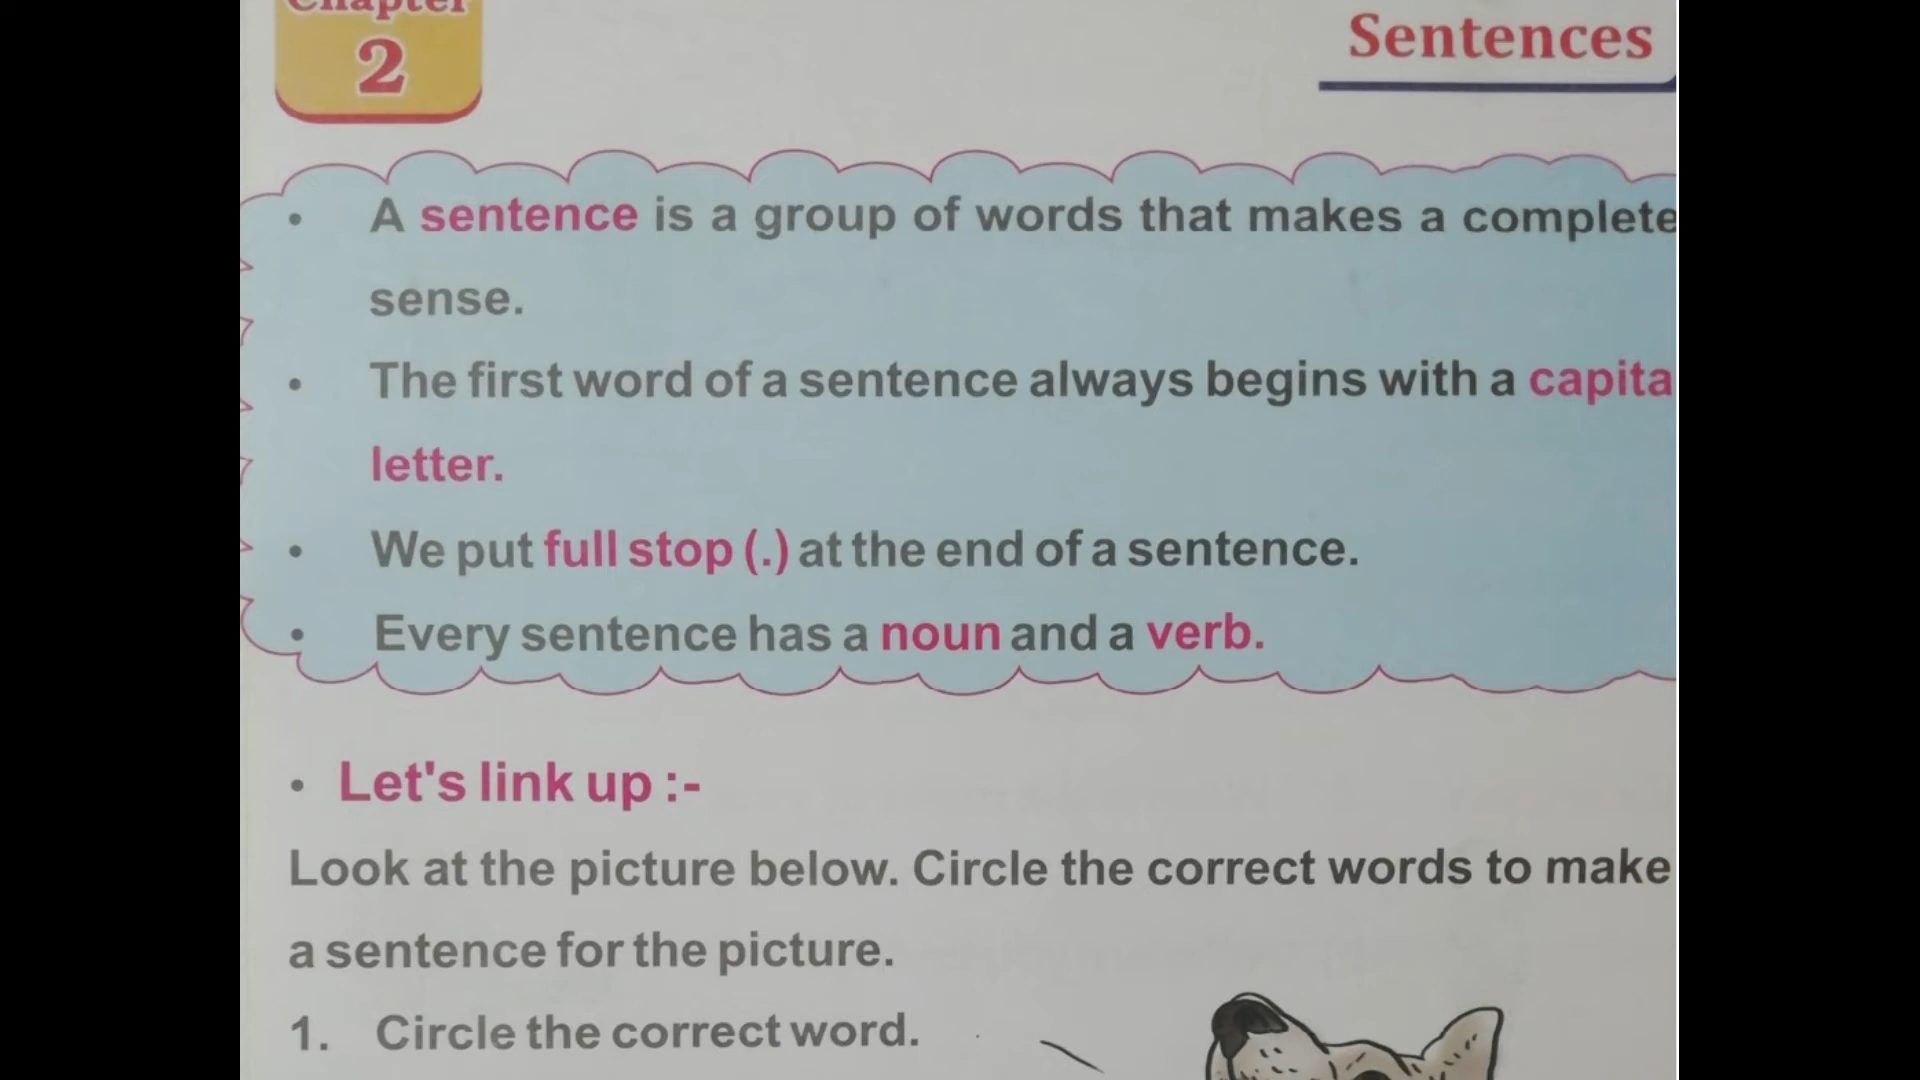 Chapter
2
Sentences
• A sentence is a group of words that makes a complete
sense.
• The first word of a sentence always begins with a capita
letter.
• We put full stop (.) at the end of a sentence.
• Every sentence has a noun and a verb.
• Let's link up :-
Look at the picture below. Circle the correct words to make
a sentence for the picture.
1. Circle the correct word.